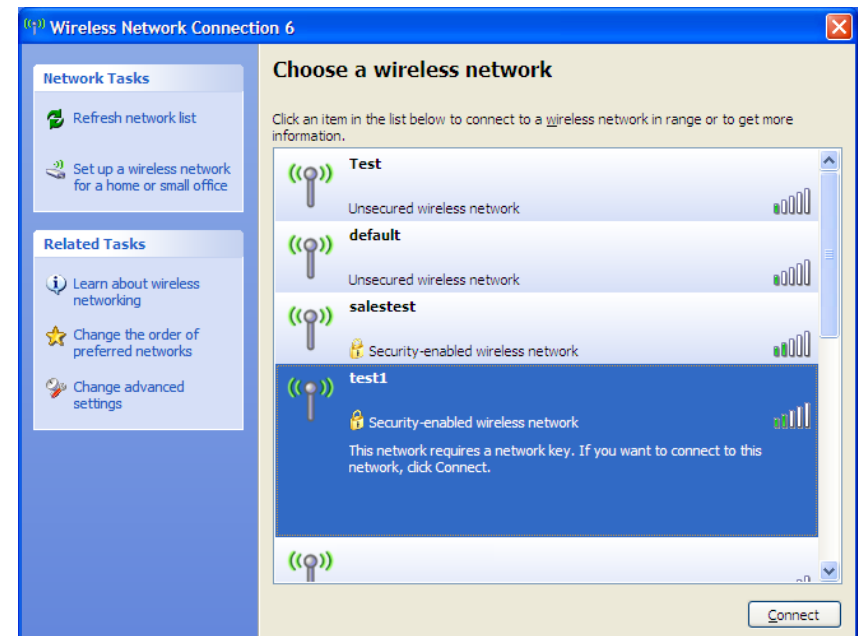 Wireless Network Connection 6
Network Tasks
Refresh network list
Set up a wireless network
for a home or small office
Related Tasks
Learn about wireless
networking
Change the order of
preferred networks
Change advanced
settings
Choose a wireless network
Click an item in the list below to connect to a wireless network in range or to get more
information.
Test
Unsecured wireless network
default
Unsecured wireless network
salestest
Security-enabled wireless network
test1
Security-enabled wireless network
This network requires a network key. If you want to connect to this
network, click Connect.
Connect